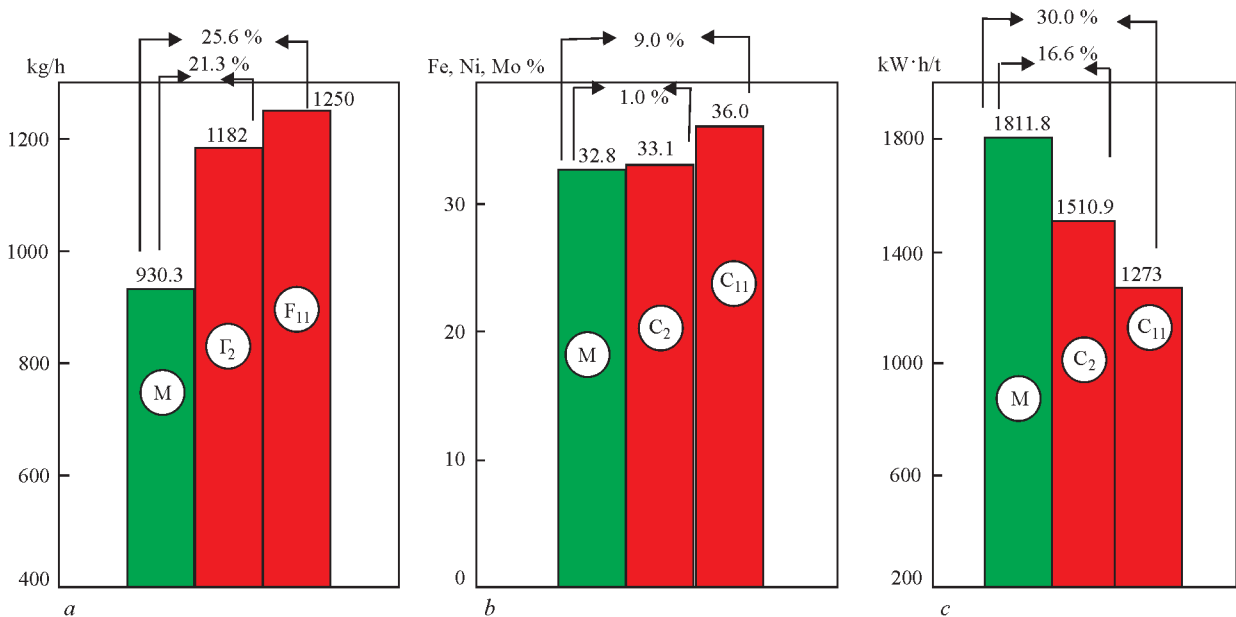 25.6 %
21.3 %
kg/h
1250
1200
1182
1000
930.3
F₁₁
Γ₂
800
M
600
400
a
9.0 %
Fe, Ni, Mo %
1.0 %
36.0
32.8
33.1
30
C₁₁
C₂
20
M
10
0
b
30.0 %
16.6 %
kW·h/t
1800
1811.8
1510.9
1400
1273
C₁₁
1000
C₂
M
600
200
c